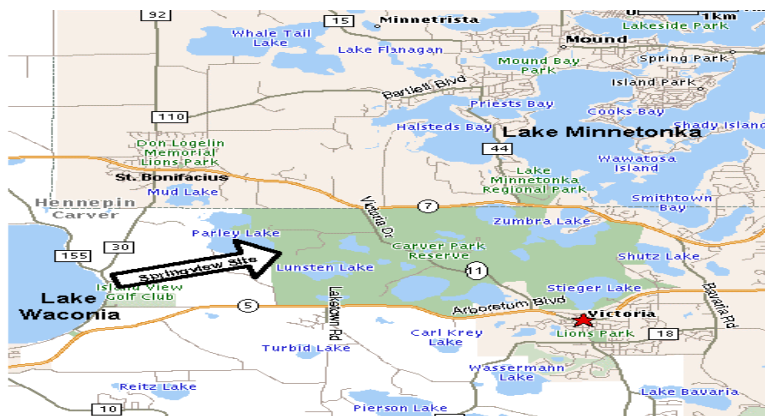 92
15
Minnetrista
Lakeside Park
1km
Whale Tail
Lake
Lake Flanagan
Mound
Mound Bay
Park
Spring Park
Island Park
Bartlett Blvd
Priests Bay
Cooks Bay
110
Halsteds Bay
Lake Minnetonka
Shady Island
Don Logelin
Memorial
Lions Park
44
Wawatosa
Island
St. Bonifacius
Lake
Minnetonka
Regional Park
Mud Lake
Smithtown
Bay
Hennepin
Carver
7
Victoria Dr
Zumbra Lake
Parley Lake
30
155
Carver Park
Reserve
Shutz Lake
Springview Site
Lunsten Lake
11
Island View
Golf Club
Stieger Lake
Lake
Waconia
5
Laketown Rd
Arboretum Blvd
Bavaria Rd
Victoria
Lions Park
18
Carl Krey
Lake
Turbid Lake
Wassermann
Lake
Reitz Lake
Lake Bavaria
10
Pierson Lake